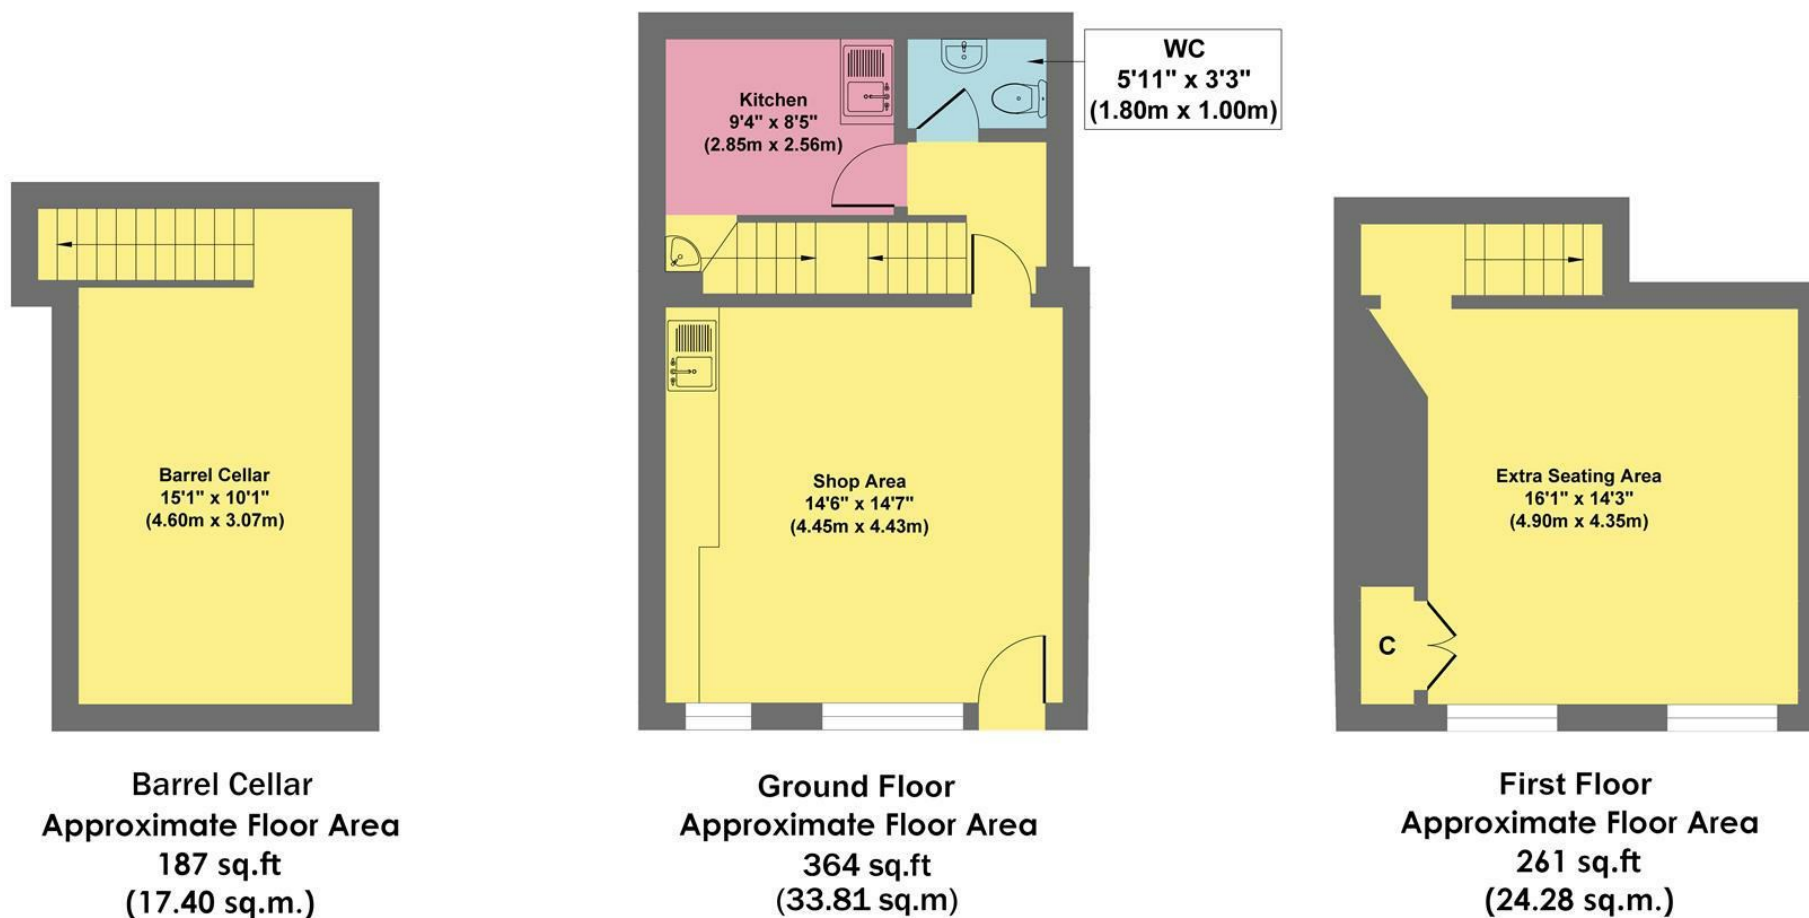 WC
5'11" x 3'3"
(1.80m x 1.00m)
Kitchen
9'4" x 8'5"
(2.85m x 2.56m)
Barrel Cellar
15'1" x 10'1"
(4.60m x 3.07m)
Shop Area
14'6" x 14'7"
(4.45m x 4.43m)
Extra Seating Area
16'1" x 14'3"
(4.90m x 4.35m)
C
Barrel Cellar
Approximate Floor Area
187 sq.ft
(17.40 sq.m.)
Ground Floor
Approximate Floor Area
364 sq.ft
(33.81 sq.m)
First Floor
Approximate Floor Area
261 sq.ft
(24.28 sq.m.)